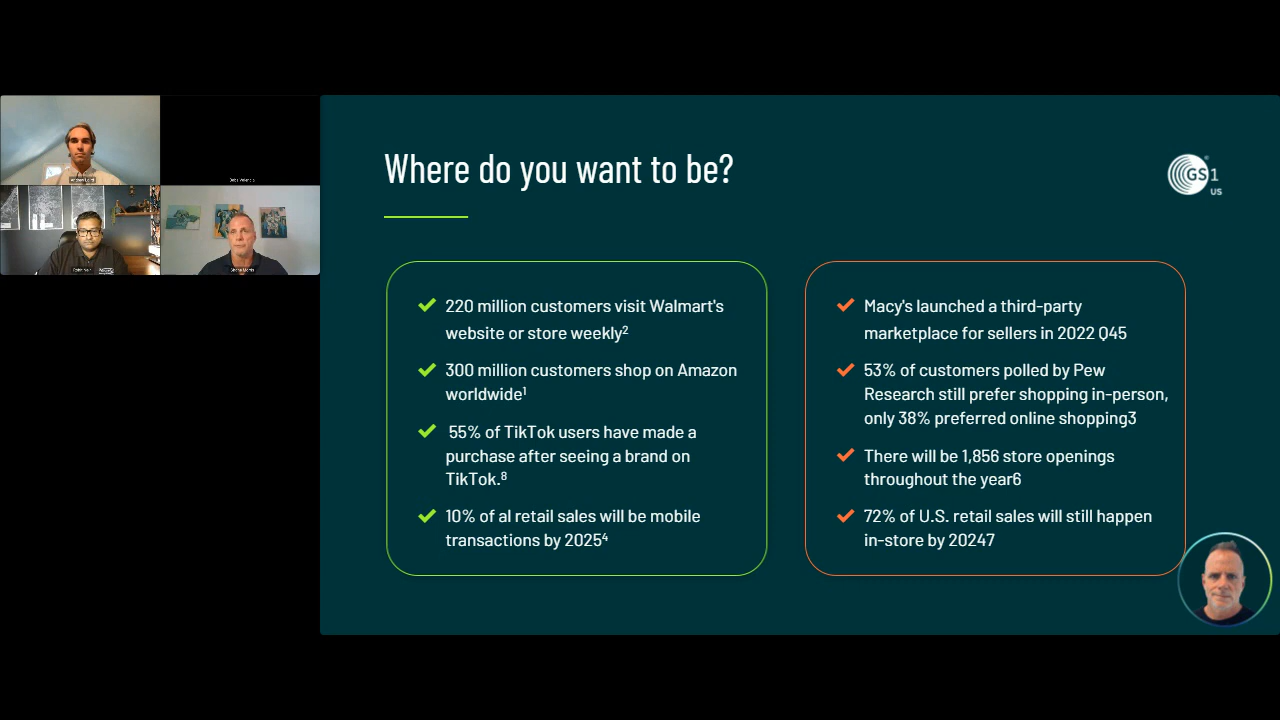 Where do you want to be?
GS1
US
220 million customers visit Walmart's
website or store weekly²
300 million customers shop on Amazon
worldwide¹
55% of TikTok users have made a
purchase after seeing a brand on
TikTok.⁸
10% of al retail sales will be mobile
transactions by 2025⁴
Macy's launched a third-party
marketplace for sellers in 2022 Q45
53% of customers polled by Pew
Research still prefer shopping in-person,
only 38% preferred online shopping3
There will be 1,856 store openings
throughout the year6
72% of U.S. retail sales will still happen
in-store by 20247
Shane Morris